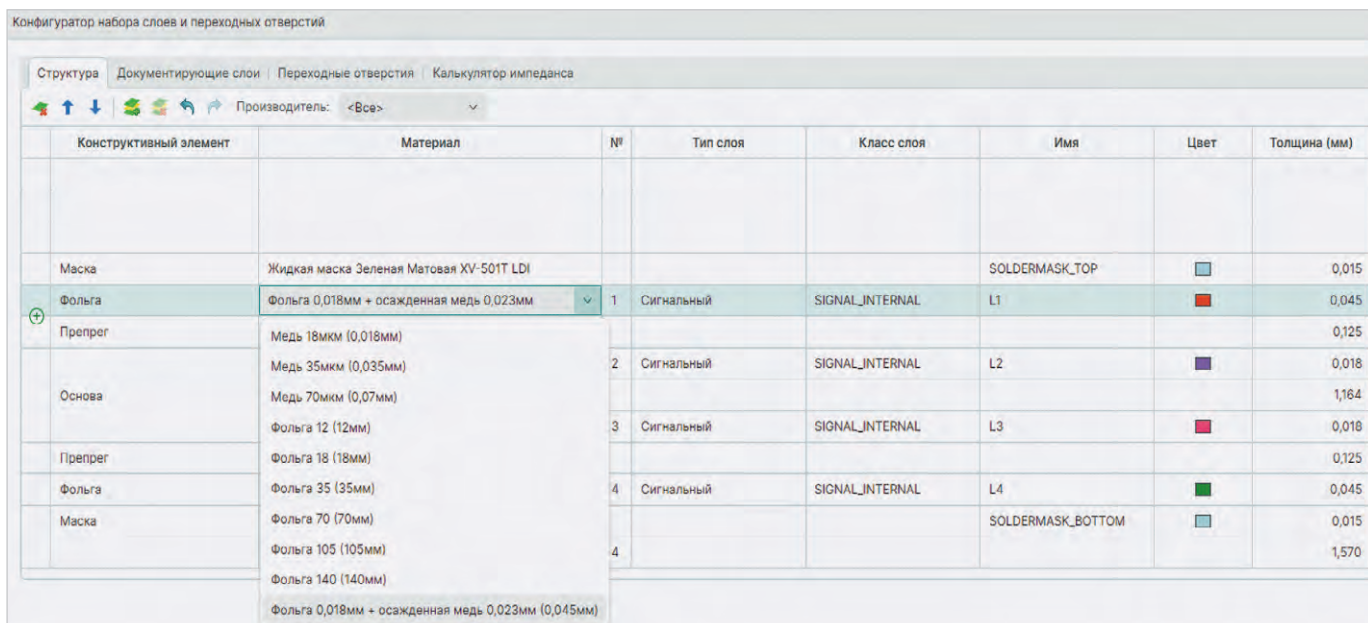 Конфигуратор набора слоев и переходных отверстий
Структура Документирующие слои Переходные отверстия Калькулятор импеданса
Производитель: <Все>
Конструктивный элемент Материал № Тип слоя Класс слоя Имя Цвет Толщина (мм)
Маска Жидкая маска Зеленая Матовая XV-501T LDI SOLDERMASK_TOP 0,015
Фольга Фольга 0,018мм + осажденная медь 0,023мм 1 Сигнальный SIGNAL_INTERNAL L1 0,045
Препрег 0,125
Медь 18мкм (0,018мм)
2 Сигнальный SIGNAL_INTERNAL L2 0,018
Медь 35мкм (0,035мм)
Основа Медь 70мкм (0,07мм) 1,164
Фольга 12 (12мм) 3 Сигнальный SIGNAL_INTERNAL L3 0,018
Препрег Фольга 18 (18мм) 0,125
Фольга Фольга 35 (35мм) 4 Сигнальный SIGNAL_INTERNAL L4 0,045
Маска Фольга 70 (70мм) SOLDERMASK_BOTTOM 0,015
Фольга 105 (105мм) 4 1,570
Фольга 140 (140мм)
Фольга 0,018мм + осажденная медь 0,023мм (0,045мм)